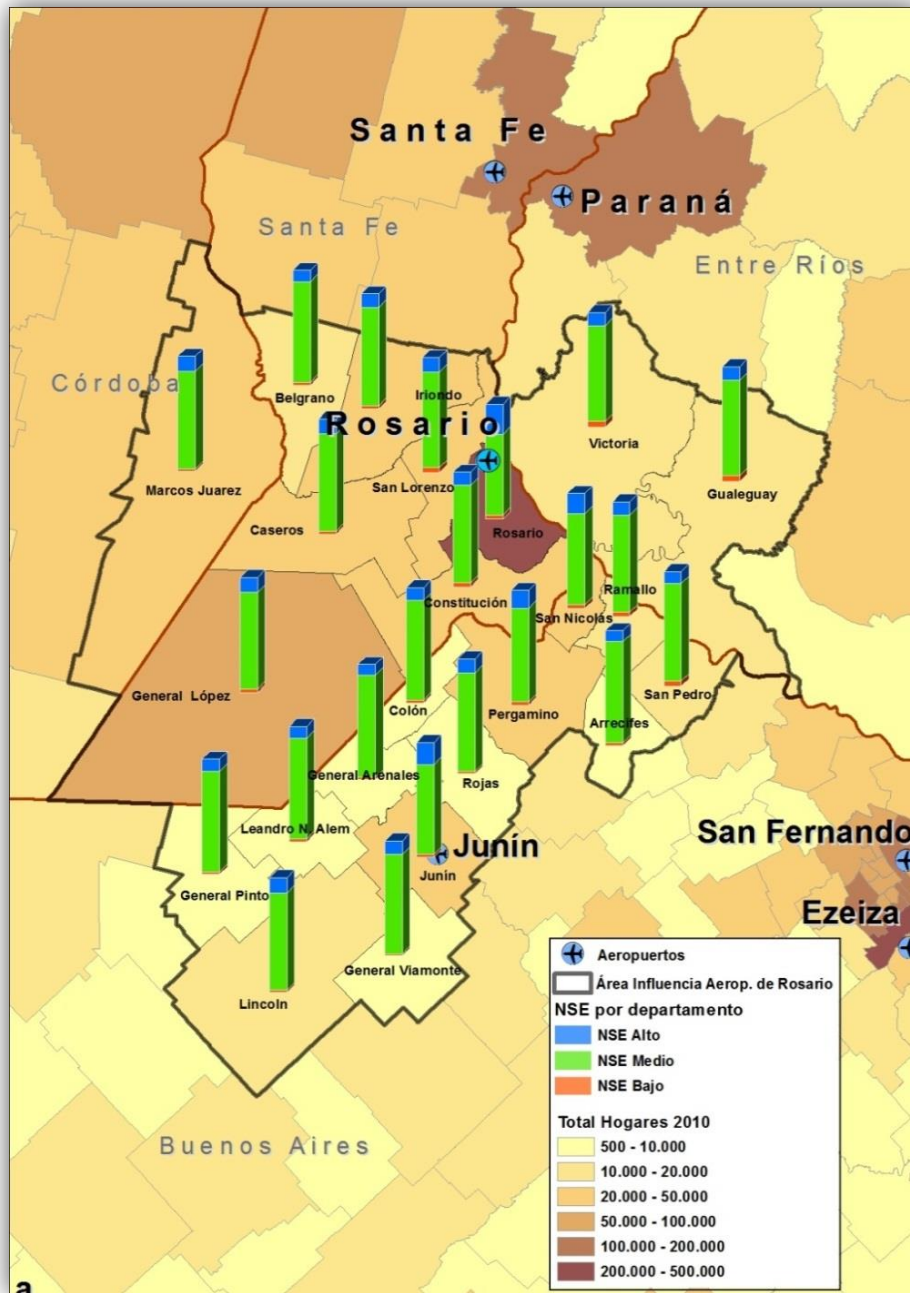 Santa Fe
Paraná
Santa Fe
Entre Ríos
Córdoba
Belgrano
Iriondo
Rosario
Victoria
Marcos Juarez
San Lorenzo
Gualeguay
Caseros
Rosario
Constitución
Ramallo
San Nicolás
General López
Colón
Pergamino
San Pedro
Arrecifes
General Arenales
Rojas
Leandro N. Alem
Junín
San Fernando
Junín
General Pinto
Ezeiza
General Viamonte
Lincoln
Buenos Aires
Aeropuertos
Área Influencia Aerop. de Rosario
NSE por departamento
NSE Alto
NSE Medio
NSE Bajo
Total Hogares 2010
500 - 10.000
10.000 - 20.000
20.000 - 50.000
50.000 - 100.000
100.000 - 200.000
200.000 - 500.000
a